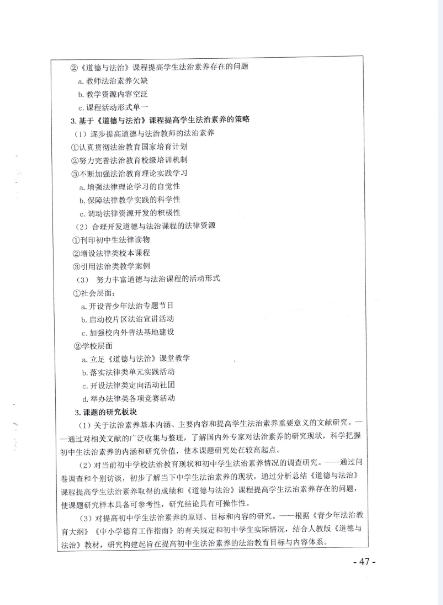 ②《道德与法治》课程提高学生法治素养存在的问题
a. 教师法治素养欠缺
b. 教学资源内容空泛
c. 课程活动形式单一
3. 基于《道德与法治》课程提高学生法治素养的策略
（1）逐步提高道德与法治教师的法治素养
①认真贯彻法治教育国家培育计划
②努力完善法治教育校级培训机制
③不断加强法治教育理论实践学习
a. 增强法律理论学习的自觉性
b. 保障法律教学实践的科学性
c. 调动法律资源开发的积极性
（2）合理开发道德与法治课程的法律资源
①刊印初中生法律读物
②增设法律类校本课程
③引用法治类教学案例
（3） 努力丰富道德与法治课程的活动形式
①社会层面：
a. 开设青少年法治专题节目
b. 启动校片区法治宣讲活动
c. 加强校内外普法基地建设
②学校层面
a. 立足《道德与法治》课堂教学
b. 落实法律类单元实践活动
c. 开设法律类定向活动社团
d. 举办法律类各项竞赛活动
3. 课题的研究板块
（1）关于法治素养基本内涵、主要内容和提高学生法治素养重要意义的文献研究。—
—通过对相关文献的广泛收集与整理，了解国内外专家对法治素养的研究现状，科学把握
初中生法治素养的内涵和研究价值，使本课题研究处在较高起点。
（2）对当前初中学校法治教育现状和初中学生法治素养情况的调查研究。——通过问
卷调查和个别访谈，初步了解当下中学生法治素养的现状，通过分析总结《道德与法治》
课程提高学生法治素养取得的成绩和《道德与法治》课程提高学生法治素养存在的问题，
使课题研究样本具备可参考性，研究结论具有可操作性。
（3）对提高初中学生法治素养的原则、目标和内容的研究。——根据《青少年法治教
育大纲》《中小学德育工作指南》的有关规定和初中学生实际情况，结合人教版《道德与
法治》教材，研究构建起旨在提高初中生法治素养的法治教育目标与内容体系。
- 47 -